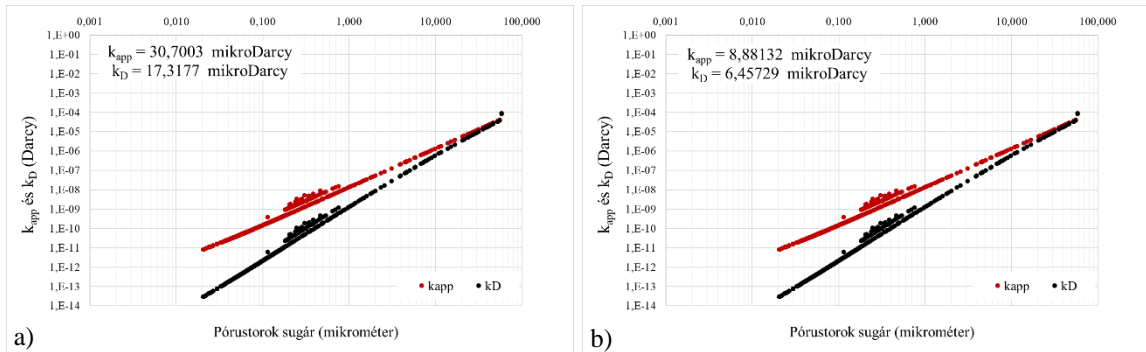 0,001 0,010 0,100 1,000 10,000 100,000
1,E+00
1,E-01
1,E-02
1,E-03
1,E-04
1,E-05
1,E-06
1,E-07
1,E-08
1,E-09
1,E-10
1,E-11
1,E-12
1,E-13
1,E-14
kapp és kD (Darcy)
kapp = 30,7003 mikroDarcy
kD = 17,3177 mikroDarcy
kapp kD
Pórustorok sugár (mikrométer)
a)
0,001 0,010 0,100 1,000 10,000 100,000
1,E+00
1,E-01
1,E-02
1,E-03
1,E-04
1,E-05
1,E-06
1,E-07
1,E-08
1,E-09
1,E-10
1,E-11
1,E-12
1,E-13
1,E-14
kapp és kD (Darcy)
kapp = 8,88132 mikroDarcy
kD = 6,45729 mikroDarcy
kapp kD
Pórustorok sugár (mikrométer)
b)